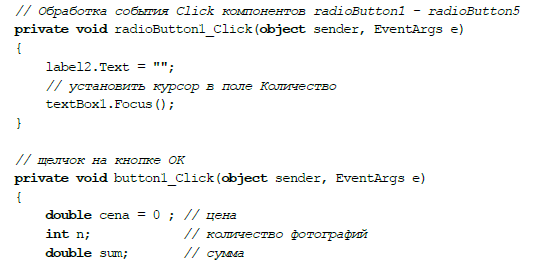 // Обработка события Click компонентов radioButton1 - radioButton5
private void radioButton1_Click(object sender, EventArgs e)
{
label2.Text = "";
// установить курсор в поле Количество
textBox1.Focus();
}
// щелчок на кнопке OK
private void button1_Click(object sender, EventArgs e)
{
double cena = 0 ; // цена
int n; // количество фотографий
double sum; // сумма